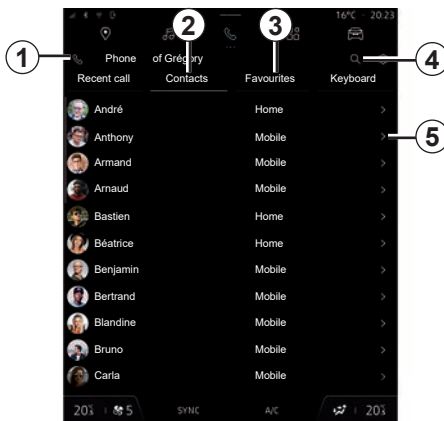 16°C · 20:23
1 Phone of Grégory 2 3 4
Recent call Contacts Favourites Keyboard
André Home
Anthony Mobile 5
Armand Mobile
Arnaud Mobile
Bastien Home
Béatrice Home
Benjamin Mobile
Bertrand Mobile
Blandine Mobile
Bruno Mobile
Carla Mobile
5 SYNC A/C